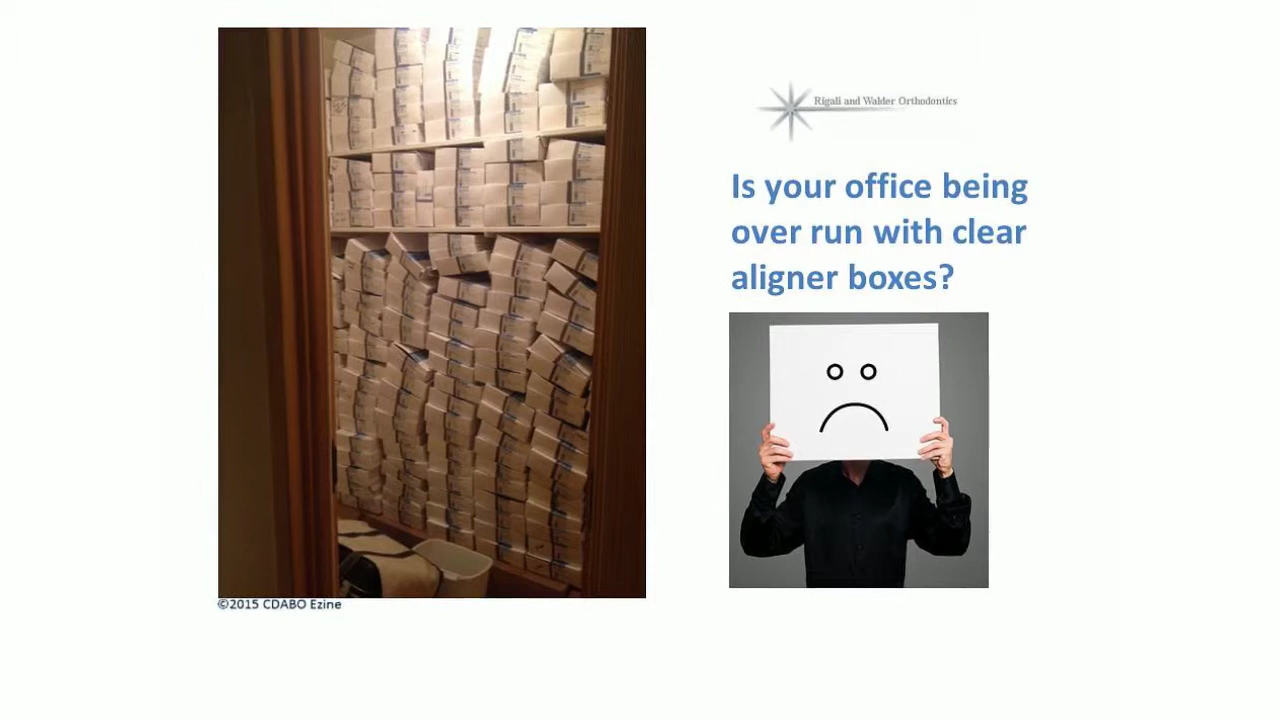 Rigali and Walder Orthodontics
Is your office being
over run with clear
aligner boxes?
©2015 CDABO Ezine